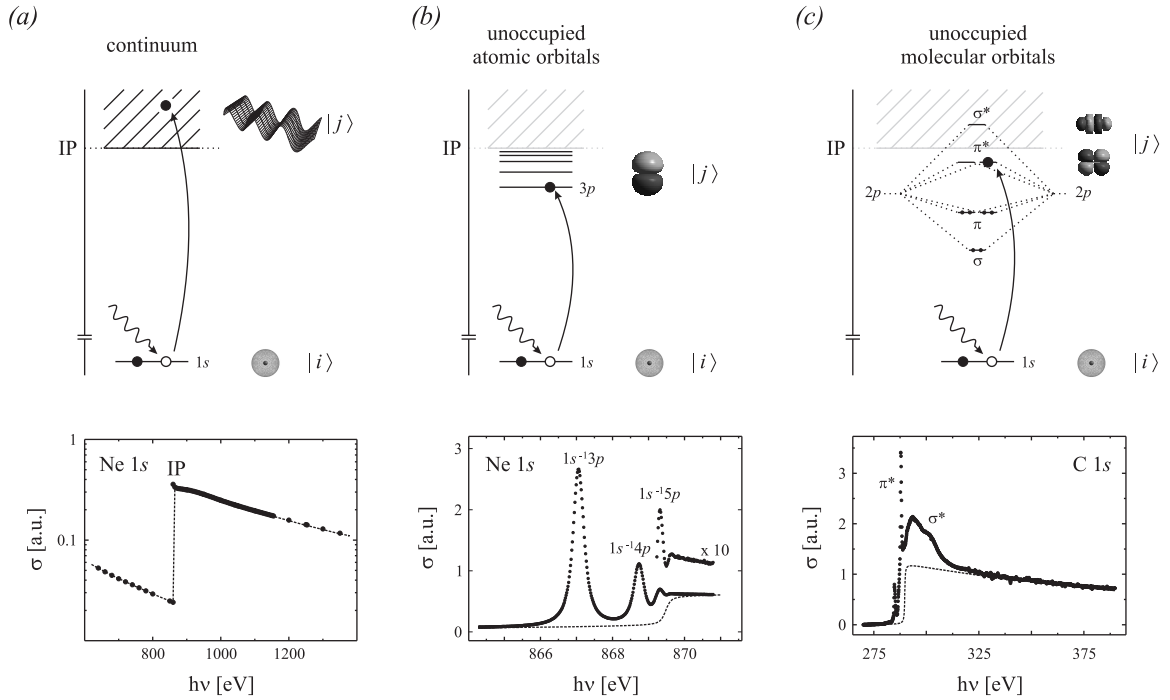 (a)
continuum
IP
| j ⟩
1s
| i ⟩
(b)
unoccupied
atomic orbitals
IP
3p
| j ⟩
1s
| i ⟩
(c)
unoccupied
molecular orbitals
IP
σ*
π*
2p
2p
π
σ
| j ⟩
1s
| i ⟩
Ne 1s
IP
1
0.1
σ [a.u.]
800
1000
1200
hν [eV]
Ne 1s
1s⁻¹3p
1s⁻¹4p
1s⁻¹5p
x 10
3
2
1
0
σ [a.u.]
866
868
870
hν [eV]
C 1s
π*
σ*
3
2
1
0
σ [a.u.]
275
325
375
hν [eV]